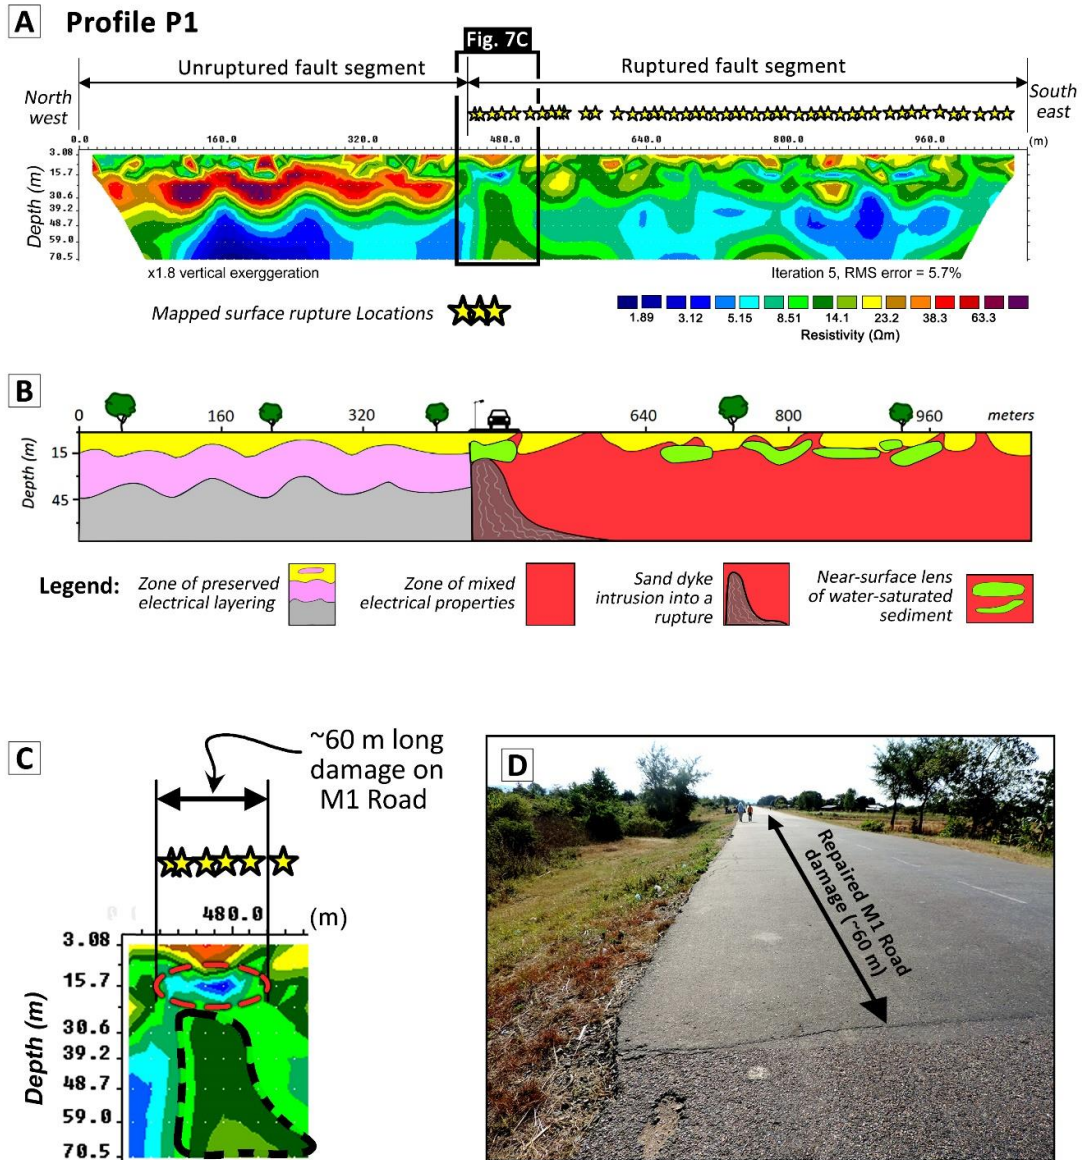 A Profile P1
Fig. 7C
Unruptured fault segment
Ruptured fault segment
North
west
South
east
0.0 160.0 320.0 480.0 640.0 800.0 960.0 (m)
Depth (m)
3.08
15.7
30.6
39.2
48.7
59.0
70.5
x1.8 vertical exerggeration
Iteration 5, RMS error = 5.7%
Mapped surface rupture Locations
1.89 3.12 5.15 8.51 14.1 23.2 38.3 63.3
Resistivity (Ωm)
B
0 160 320 640 800 960 meters
Depth (m)
15
45
Legend:
Zone of preserved
electrical layering
Zone of mixed
electrical properties
Sand dyke
intrusion into a
rupture
Near-surface lens
of water-saturated
sediment
C
~60 m long
damage on
M1 Road
480.0 (m)
Depth (m)
3.08
15.7
30.6
39.2
48.7
59.0
70.5
D
Repaired M1 Road
damage (~60 m)